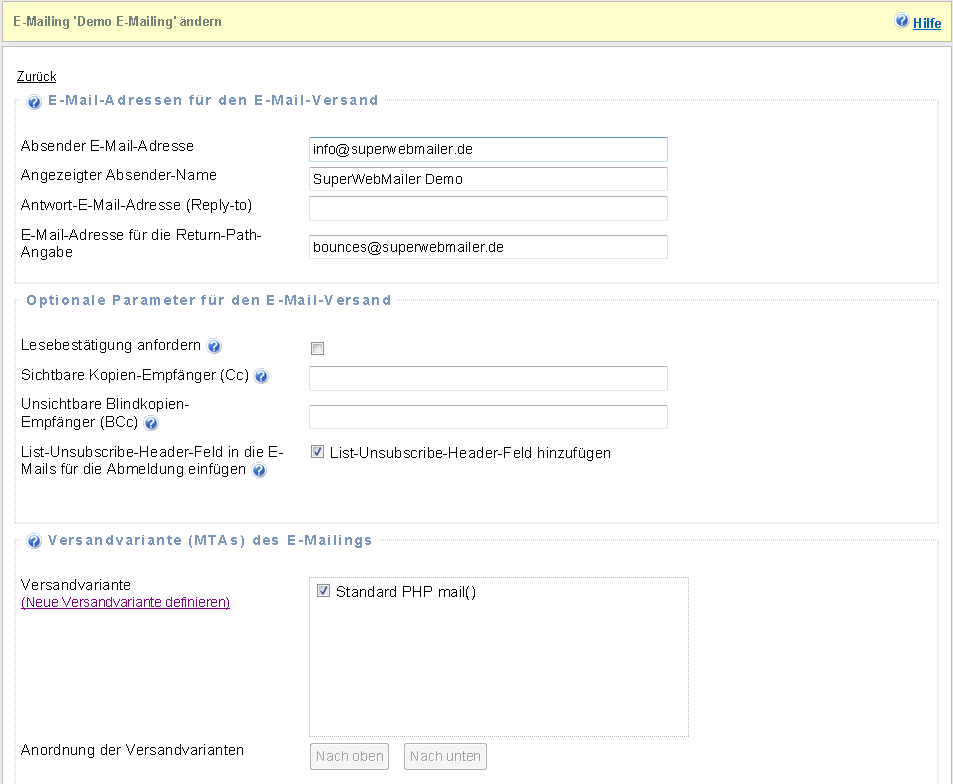 E-Mailing 'Demo E-Mailing' ändern
Hilfe
Zurück
E-Mail-Adressen für den E-Mail-Versand
Absender E-Mail-Adresse
info@superwebmailer.de
Angezeigter Absender-Name
SuperWebMailer Demo
Antwort-E-Mail-Adresse (Reply-to)
E-Mail-Adresse für die Return-Path-
Angabe
bounces@superwebmailer.de
Optionale Parameter für den E-Mail-Versand
Lesebestätigung anfordern
Sichtbare Kopien-Empfänger (Cc)
Unsichtbare Blindkopien-
Empfänger (BCc)
List-Unsubscribe-Header-Feld in die E-
Mails für die Abmeldung einfügen
List-Unsubscribe-Header-Feld hinzufügen
Versandvariante (MTAs) des E-Mailings
Versandvariante
(Neue Versandvariante definieren)
Standard PHP mail()
Anordnung der Versandvarianten
Nach oben
Nach unten